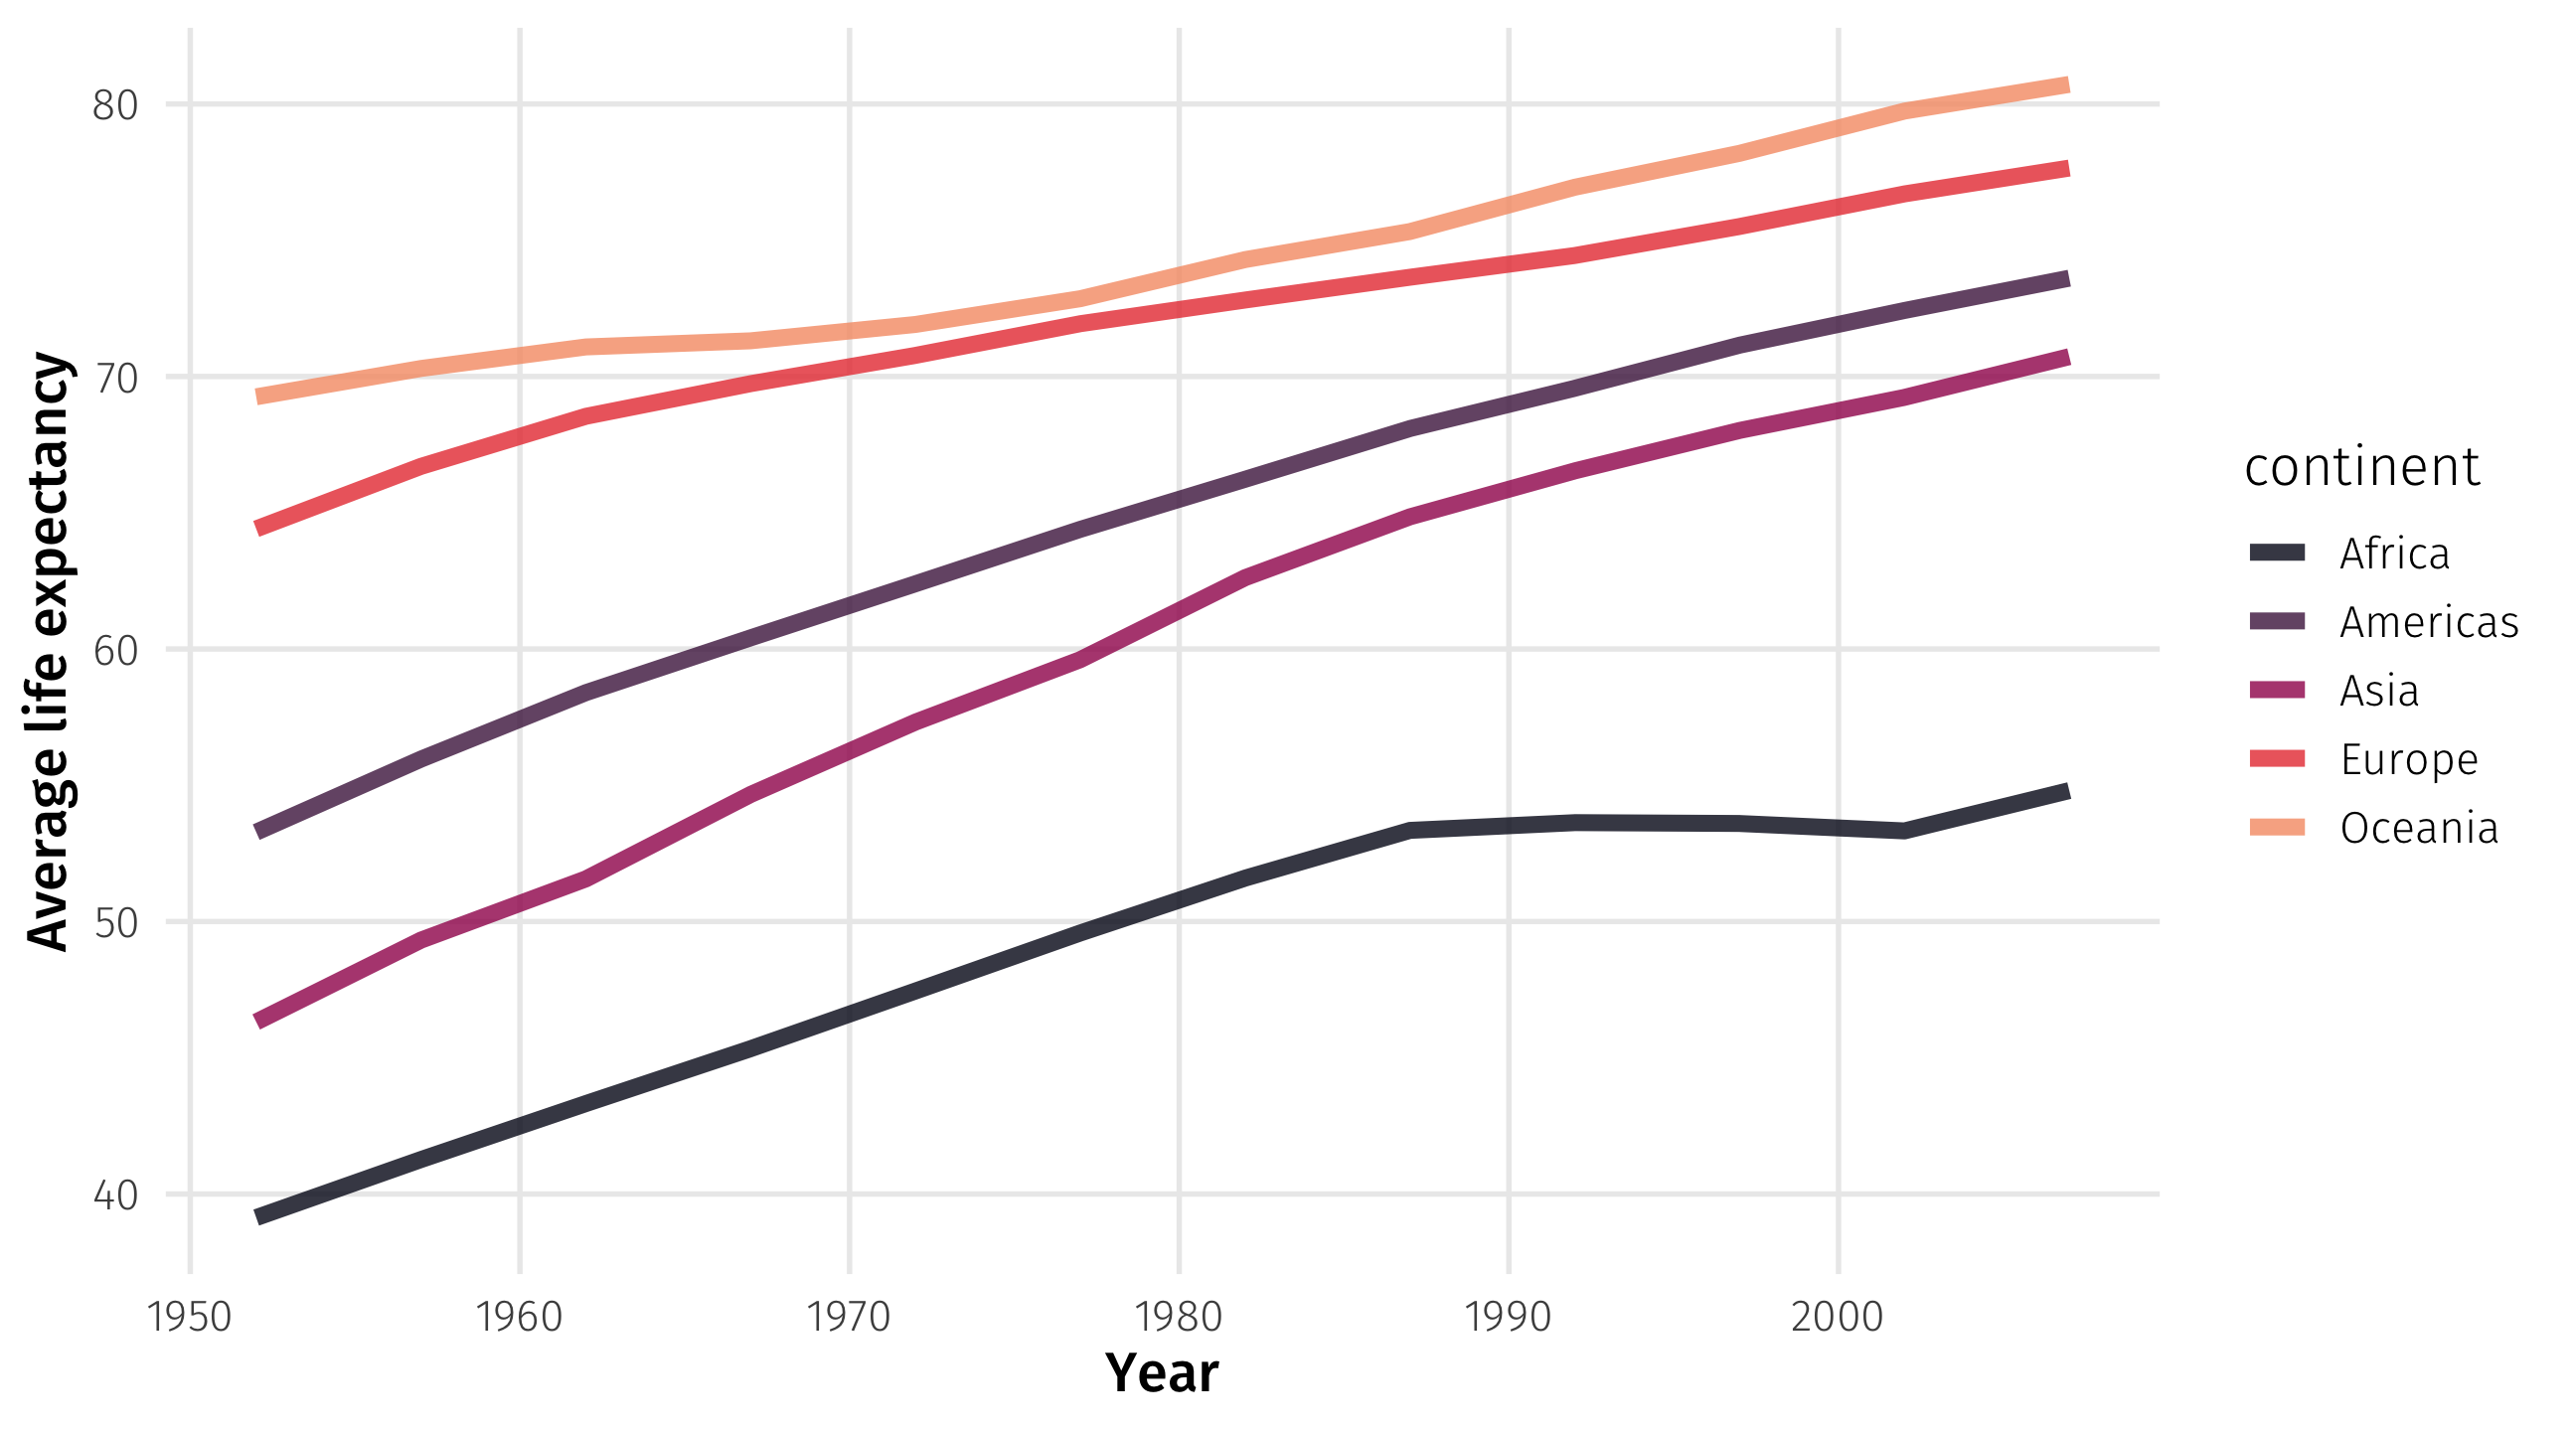 80
70
60
50
40
Average life expectancy
1950 1960 1970 1980 1990 2000
Year
continent
Africa
Americas
Asia
Europe
Oceania